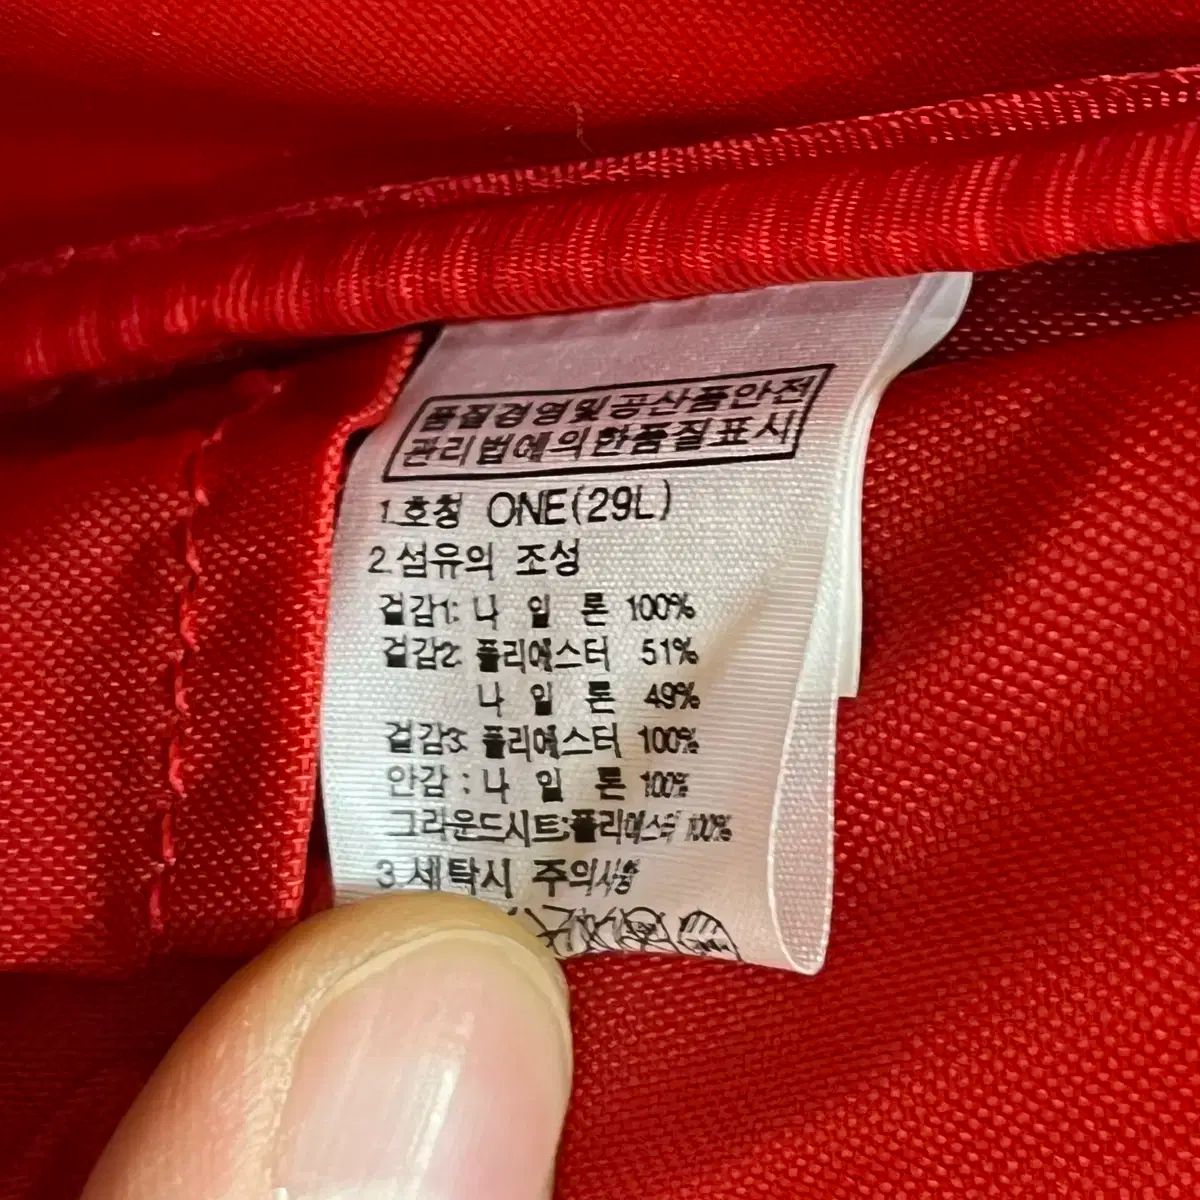 품질경영및공산품안전
관리법에의한품질표시
1.호칭 ONE(29L)
2.섬유의 조성
겉감1: 나 일 론 100%
겉감2: 폴리에스터 51%
나 일 론 49%
겉감3: 폴리에스터 100%
안감 : 나 일 론 100%
그라운드시트:폴리에스터 100%
3.세탁시 주의사항